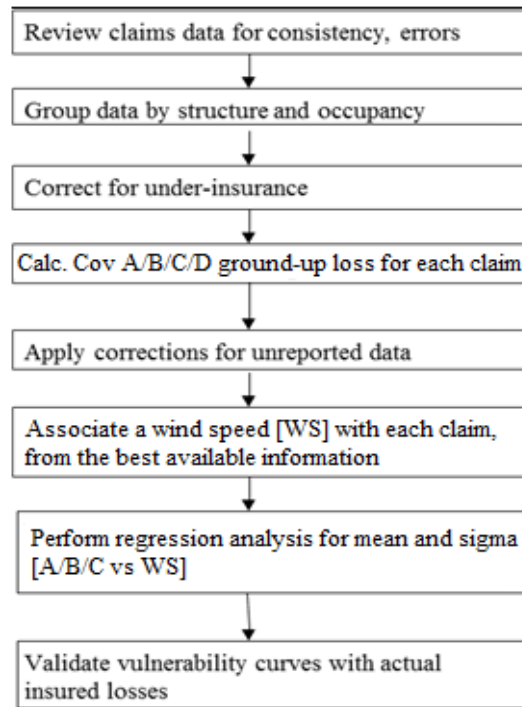 Review claims data for consistency, errors
Group data by structure and occupancy
Correct for under-insurance
Calc. Cov A/B/C/D ground-up loss for each claim
Apply corrections for unreported data
Associate a wind speed [WS] with each claim,
from the best available information
Perform regression analysis for mean and sigma
[A/B/C vs WS]
Validate vulnerability curves with actual
insured losses